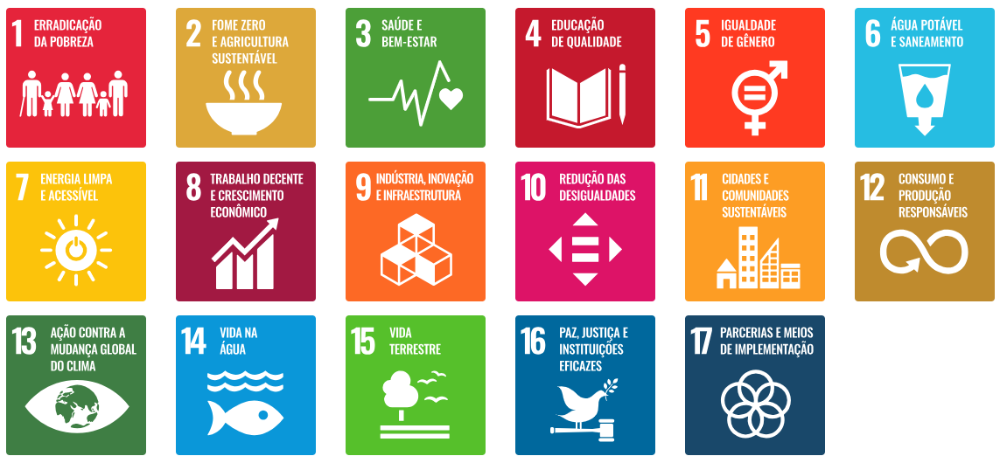 1 ERRADICAÇÃO
DA POBREZA
2 FOME ZERO
E AGRICULTURA
SUSTENTÁVEL
3 SAÚDE E
BEM-ESTAR
4 EDUCAÇÃO
DE QUALIDADE
5 IGUALDADE
DE GÊNERO
6 ÁGUA POTÁVEL
E SANEAMENTO
7 ENERGIA LIMPA
E ACESSÍVEL
8 TRABALHO DECENTE
E CRESCIMENTO
ECONÔMICO
9 INDÚSTRIA, INOVAÇÃO
E INFRAESTRUTURA
10 REDUÇÃO DAS
DESIGUALDADES
11 CIDADES E
COMUNIDADES
SUSTENTÁVEIS
12 CONSUMO E
PRODUÇÃO
RESPONSÁVEIS
13 AÇÃO CONTRA A
MUDANÇA GLOBAL
DO CLIMA
14 VIDA NA
ÁGUA
15 VIDA
TERRESTRE
16 PAZ, JUSTIÇA E
INSTITUIÇÕES
EFICAZES
17 PARCERIAS E MEIOS
DE IMPLEMENTAÇÃO